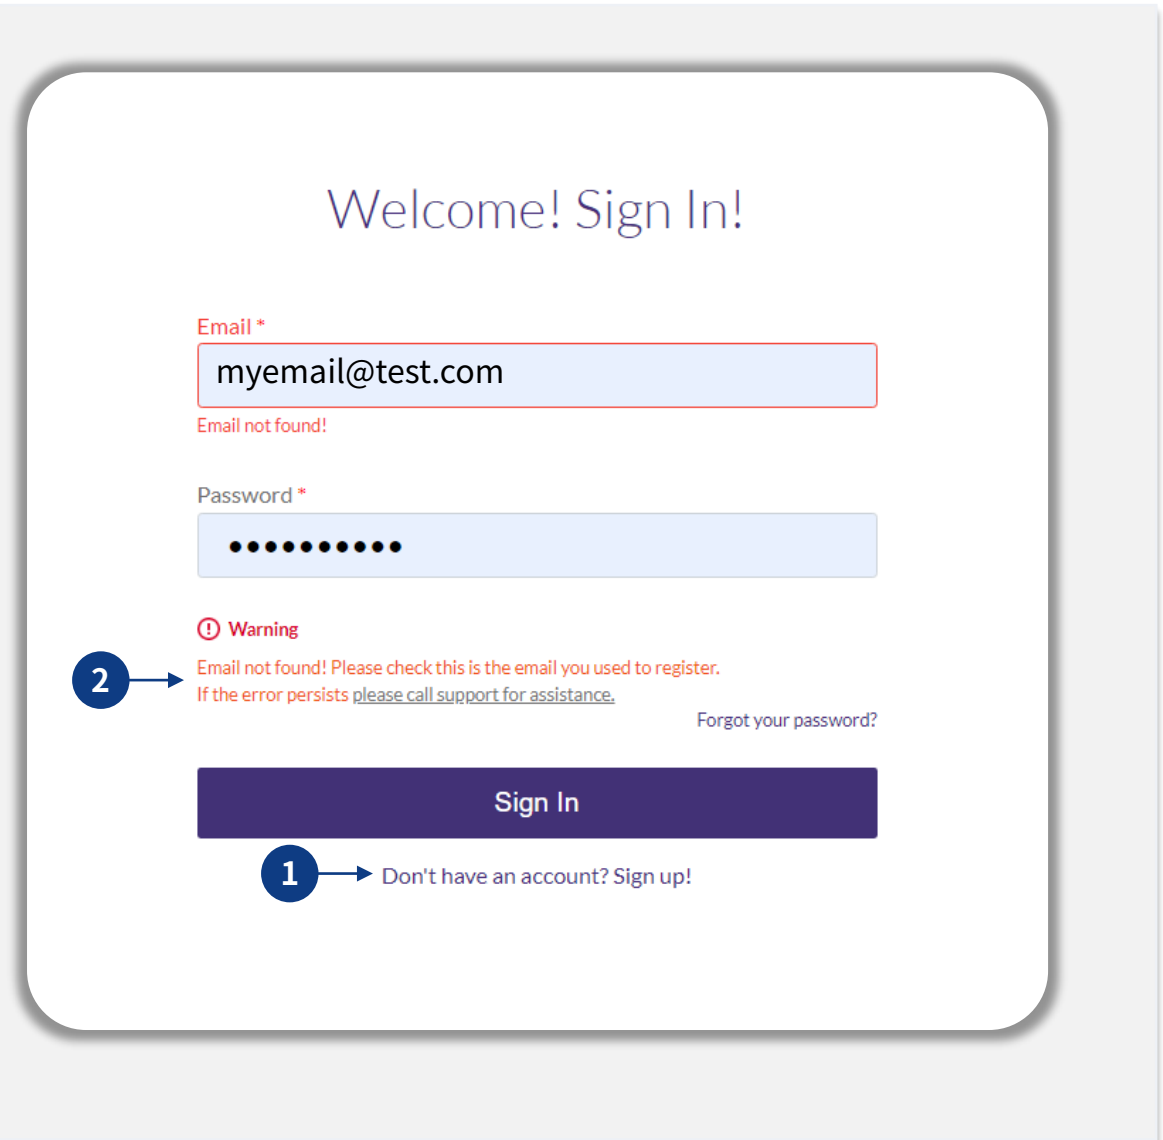 Welcome! Sign In!
Email *
myemail@test.com
Email not found!
Password *
••••••••••
Warning
2
Email not found! Please check this is the email you used to register.
If the error persists please call support for assistance.
Forgot your password?
Sign In
1
Don't have an account? Sign up!